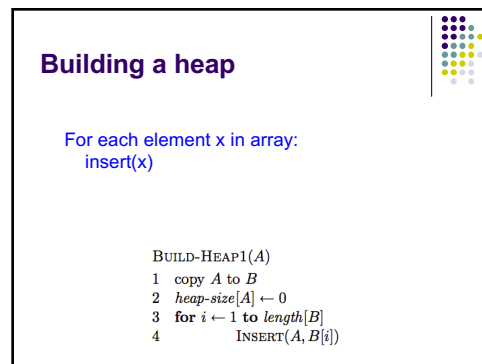 Building a heap
For each element x in array:
insert(x)
BUILD-HEAP1(A)
1 copy A to B
2 heap-size[A] ← 0
3 for i ← 1 to length[B]
4 INSERT(A, B[i])